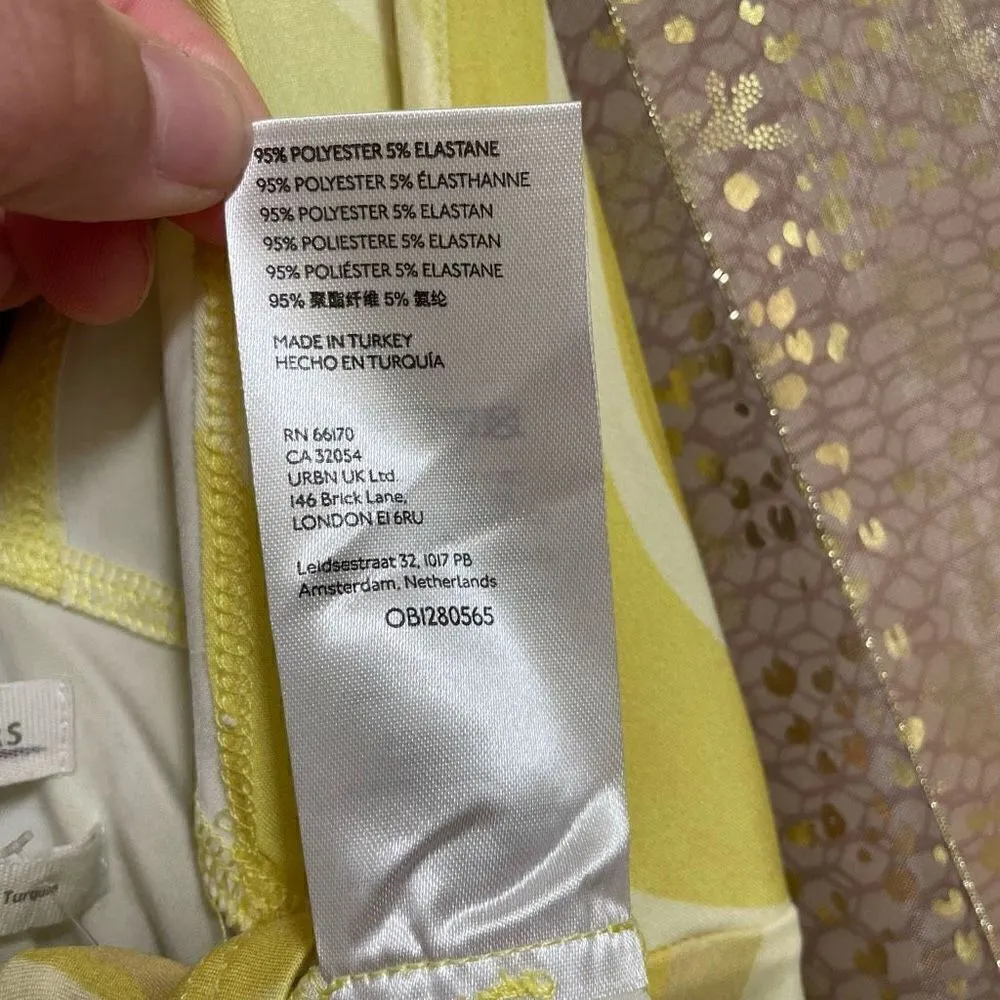 95% POLYESTER 5% ELASTANE
95% POLYESTER 5% ÉLASTHANNE
95% POLYESTER 5% ELASTAN
95% POLIESTERE 5% ELASTAN
95% POLIÉSTER 5% ELASTANE
95% 聚酯纤维 5% 氨纶
MADE IN TURKEY
HECHO EN TURQUÍA
RN 66170
CA 32054
URBN UK Ltd
146 Brick Lane,
LONDON E1 6RU
Leidsestraat 32, 1017 PB
Amsterdam, Netherlands
OB1280565